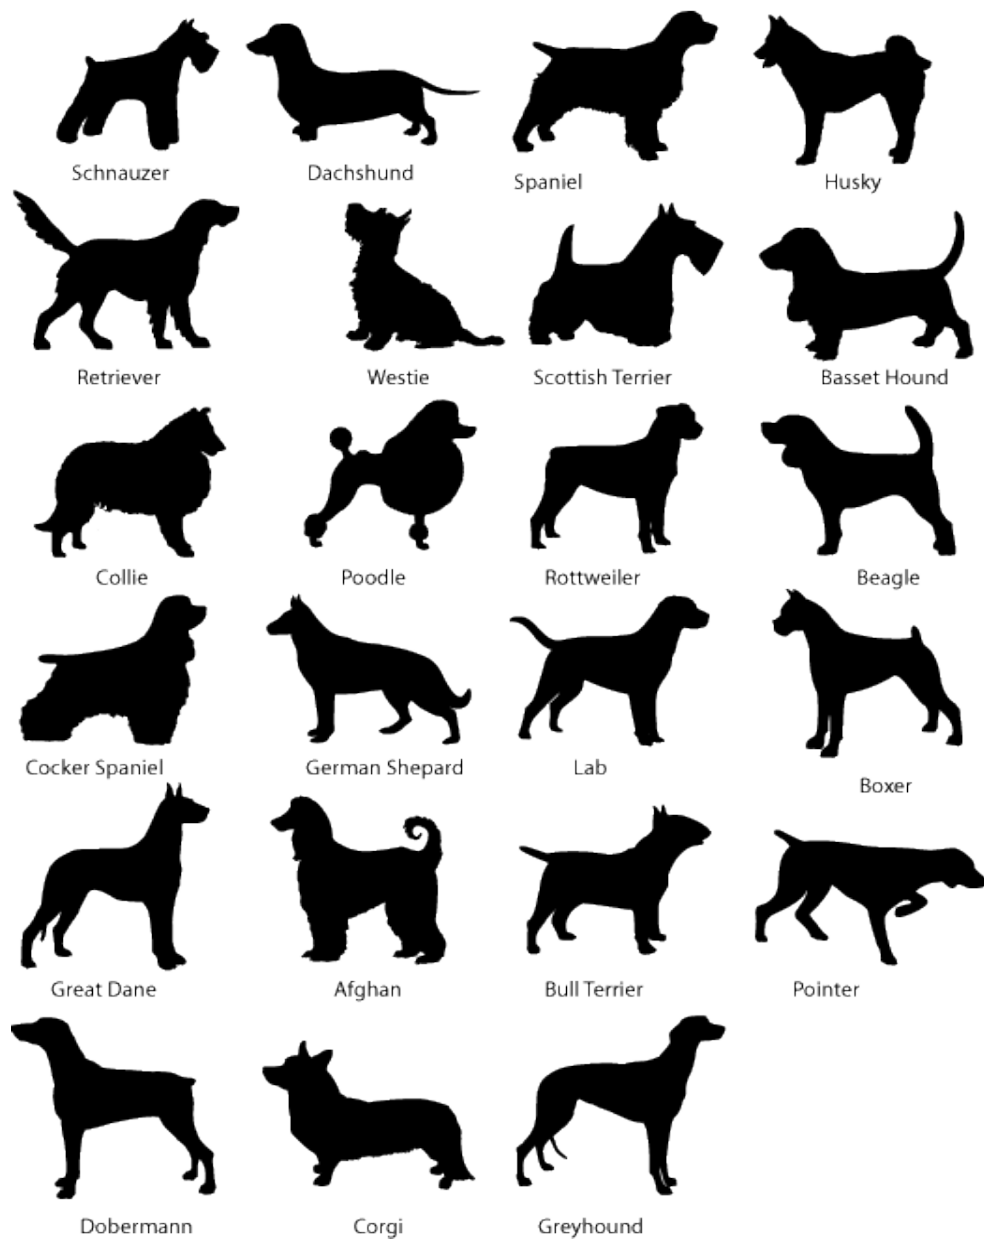 Schnauzer
Dachshund
Spaniel
Husky
Retriever
Westie
Scottish Terrier
Basset Hound
Collie
Poodle
Rottweiler
Beagle
Cocker Spaniel
German Shepard
Lab
Boxer
Great Dane
Afghan
Bull Terrier
Pointer
Dobermann
Corgi
Greyhound